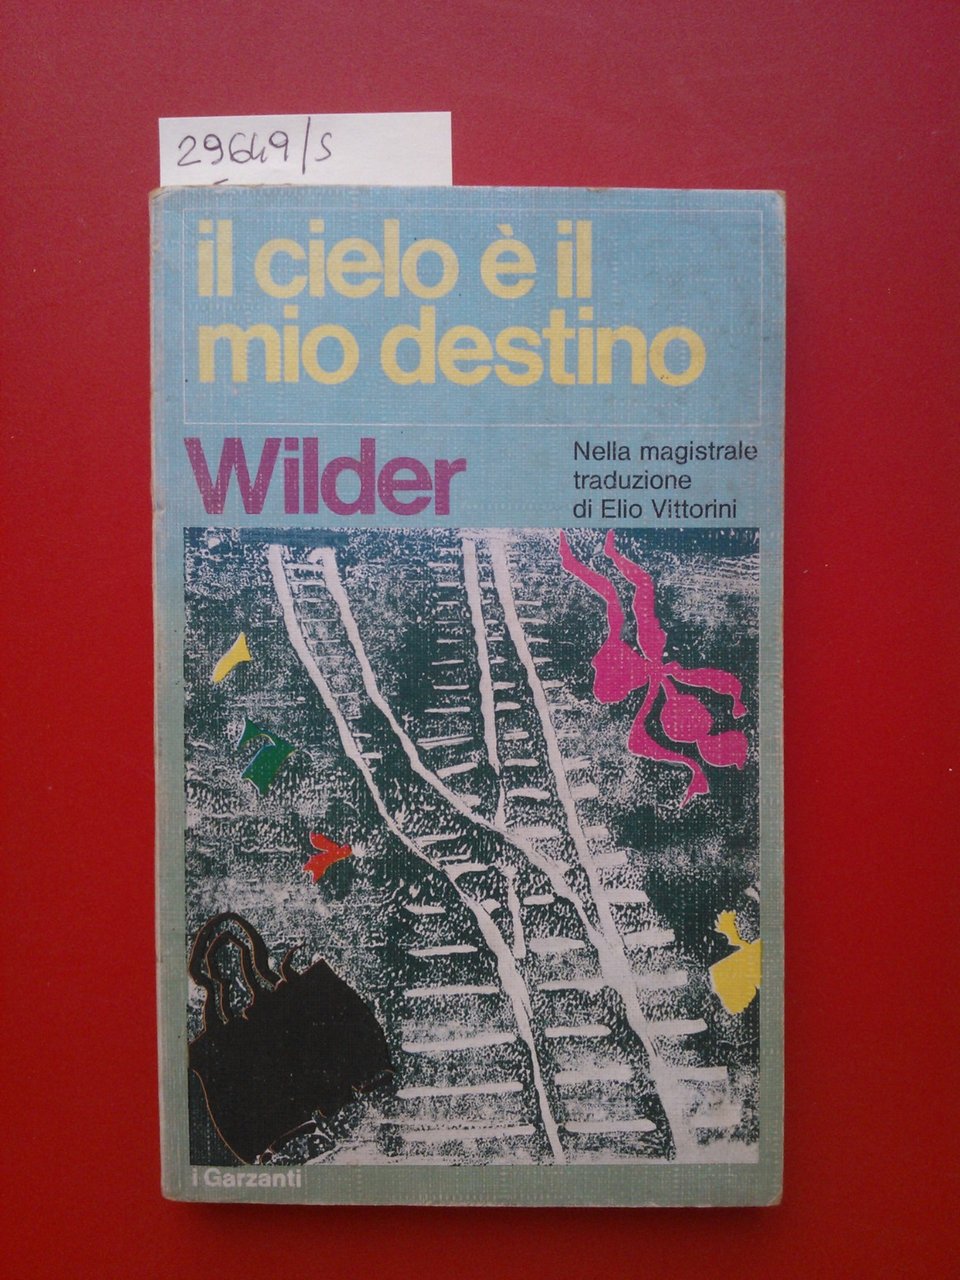 29649/s
il cielo è il
mio destino
Wilder
Nella magistrale
traduzione
di Elio Vittorini
i Garzanti